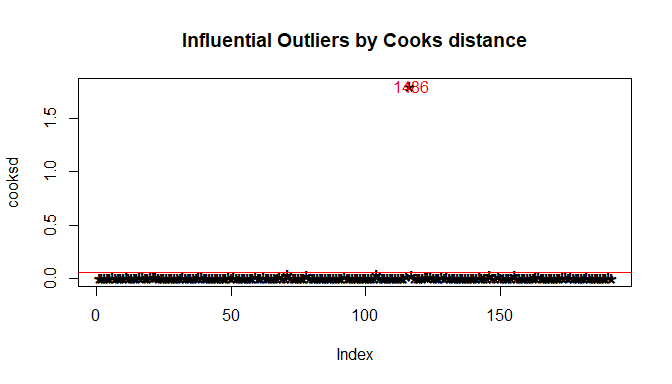 Influential Outliers by Cooks distance
1486
cooksd
0.0 0.5 1.0 1.5
0 50 100 150
Index